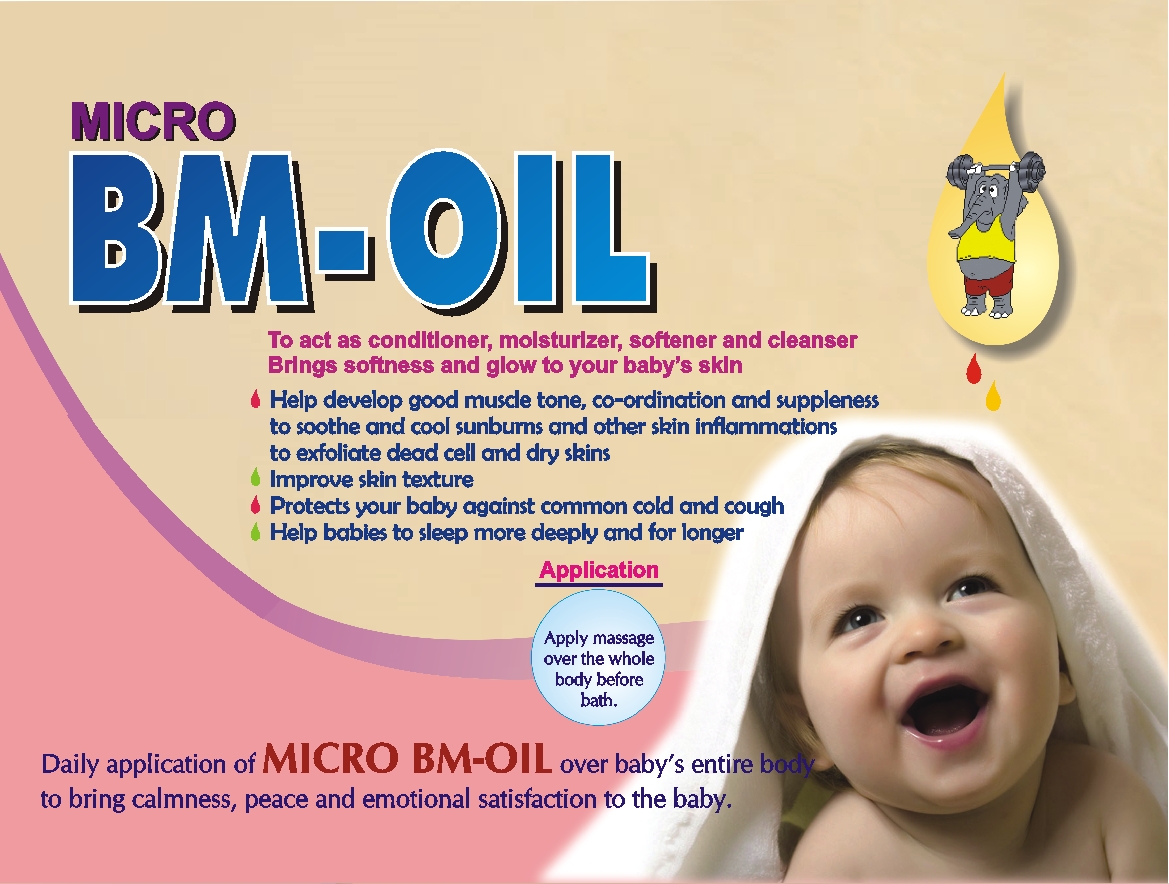 MICRO
BM-OIL
To act as conditioner, moisturizer, softener and cleanser
Brings softness and glow to your baby's skin
Help develop good muscle tone, co-ordination and suppleness
to soothe and cool sunburns and other skin inflammations
to exfoliate dead cell and dry skins
Improve skin texture
Protects your baby against common cold and cough
Help babies to sleep more deeply and for longer
Application
Apply massage
over the whole
body before
bath.
Daily application of MICRO BM-OIL over baby's entire body
to bring calmness, peace and emotional satisfaction to the baby.